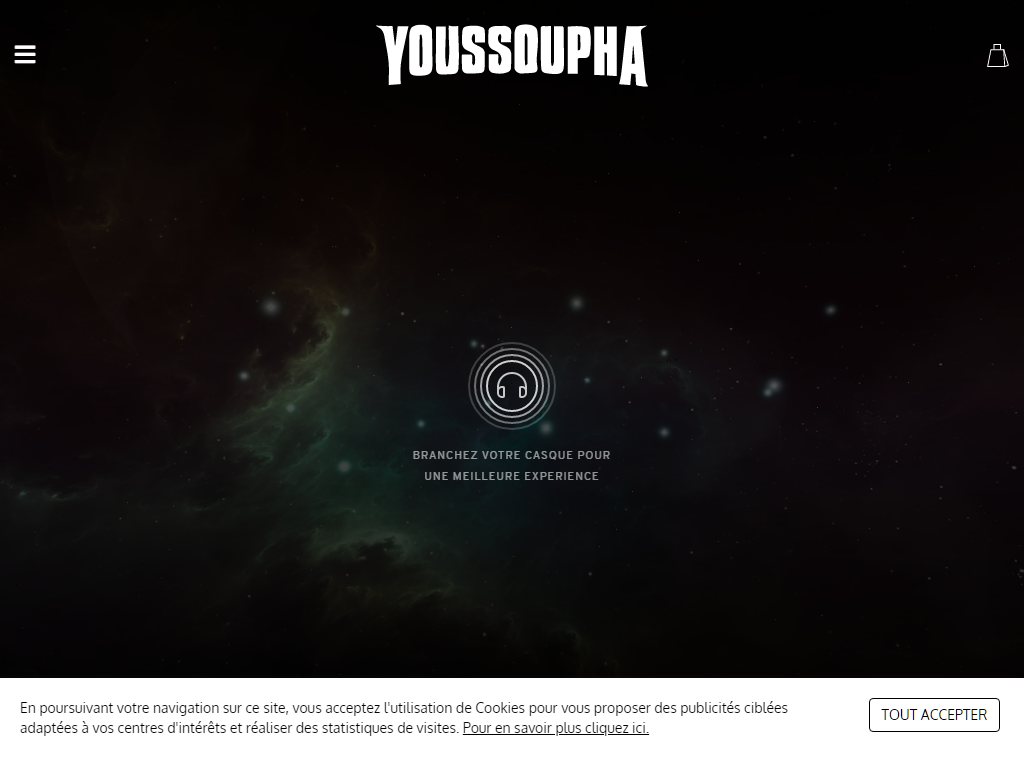 YOUSSOUPHA
BRANCHEZ VOTRE CASQUE POUR
UNE MEILLEURE EXPERIENCE
En poursuivant votre navigation sur ce site, vous acceptez l'utilisation de Cookies pour vous proposer des publicités ciblées
adaptées à vos centres d'intérêts et réaliser des statistiques de visites. Pour en savoir plus cliquez ici.
TOUT ACCEPTER